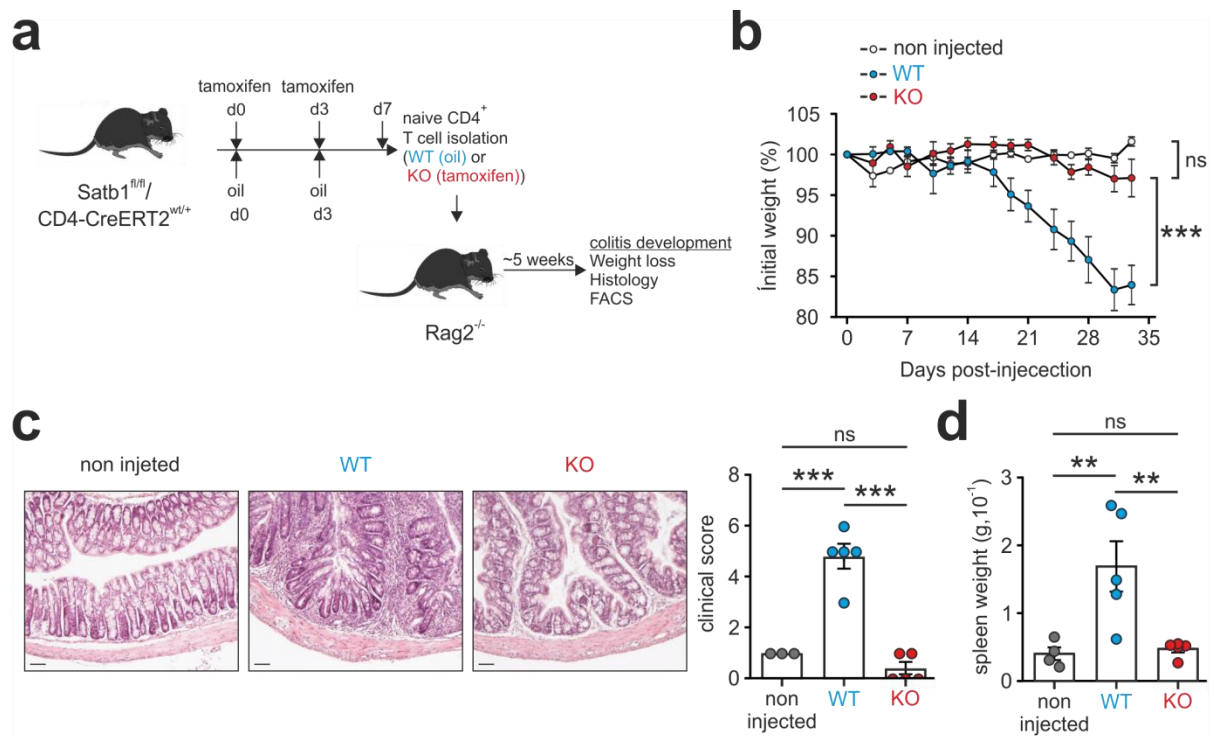 a
tamoxifen tamoxifen
d0 d3 d7
naive CD4+
T cell isolation
(WT (oil) or
KO (tamoxifen))
oil oil
d0 d3
Satb1fl/fl/
CD4-CreERT2wt/+
~5 weeks
colitis development
Weight loss
Histology
FACS
Rag2-/-
b
non injected
WT
KO
Ínitial weight (%)
105
100
95
90
85
80
ns
***
0 7 14 21 28 35
Days post-injecection
c
non injeted WT KO
clinical score
8
6
4
2
0
ns
*** ***
non
injected
WT KO
d
spleen weight (g,10-1)
3
2
1
0
ns
** **
non
injected
WT KO